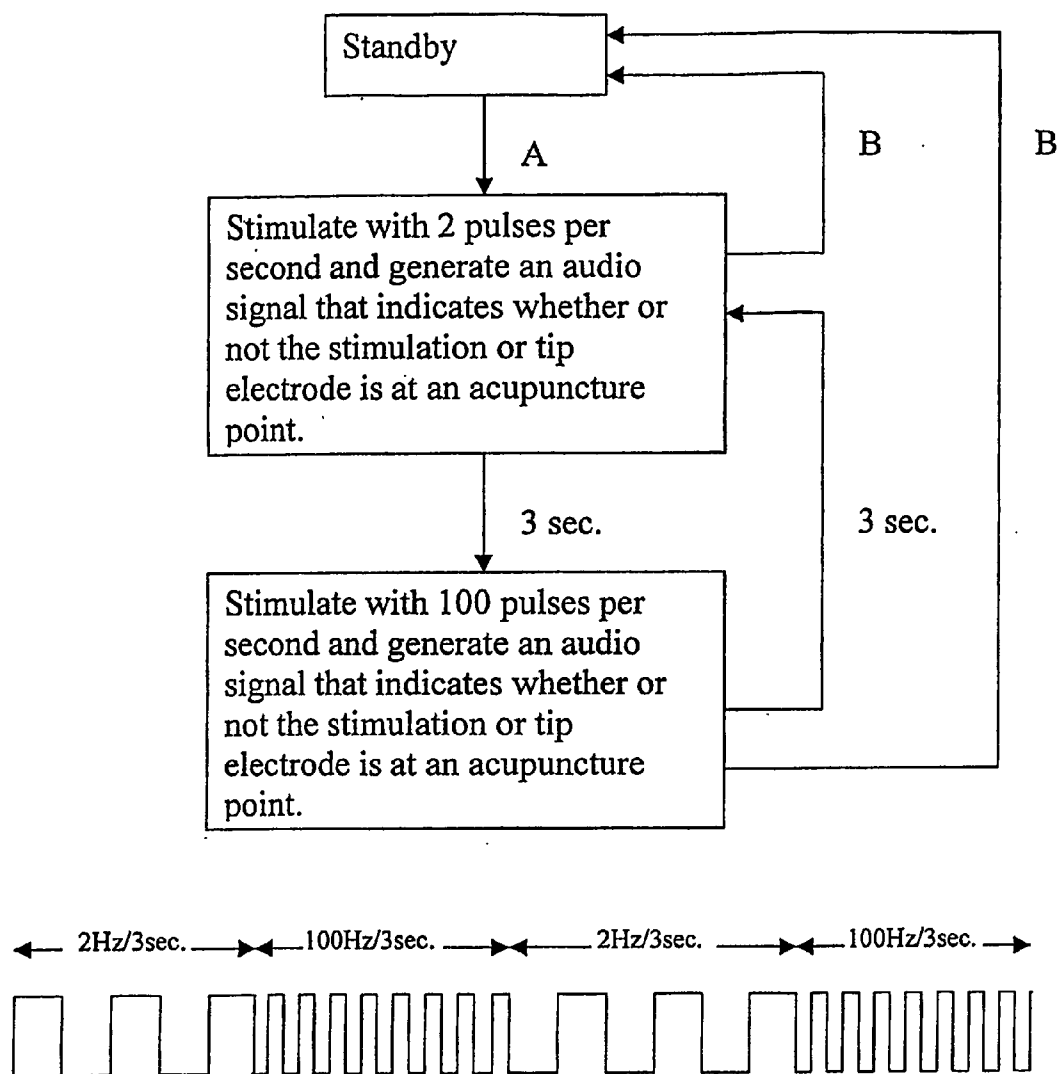 Standby
A
B
B
Stimulate with 2 pulses per
second and generate an audio
signal that indicates whether or
not the stimulation or tip
electrode is at an acupuncture
point.
3 sec.
3 sec.
Stimulate with 100 pulses per
second and generate an audio
signal that indicates whether or
not the stimulation or tip
electrode is at an acupuncture
point.
2Hz/3sec.
100Hz/3sec.
2Hz/3sec.
100Hz/3sec.